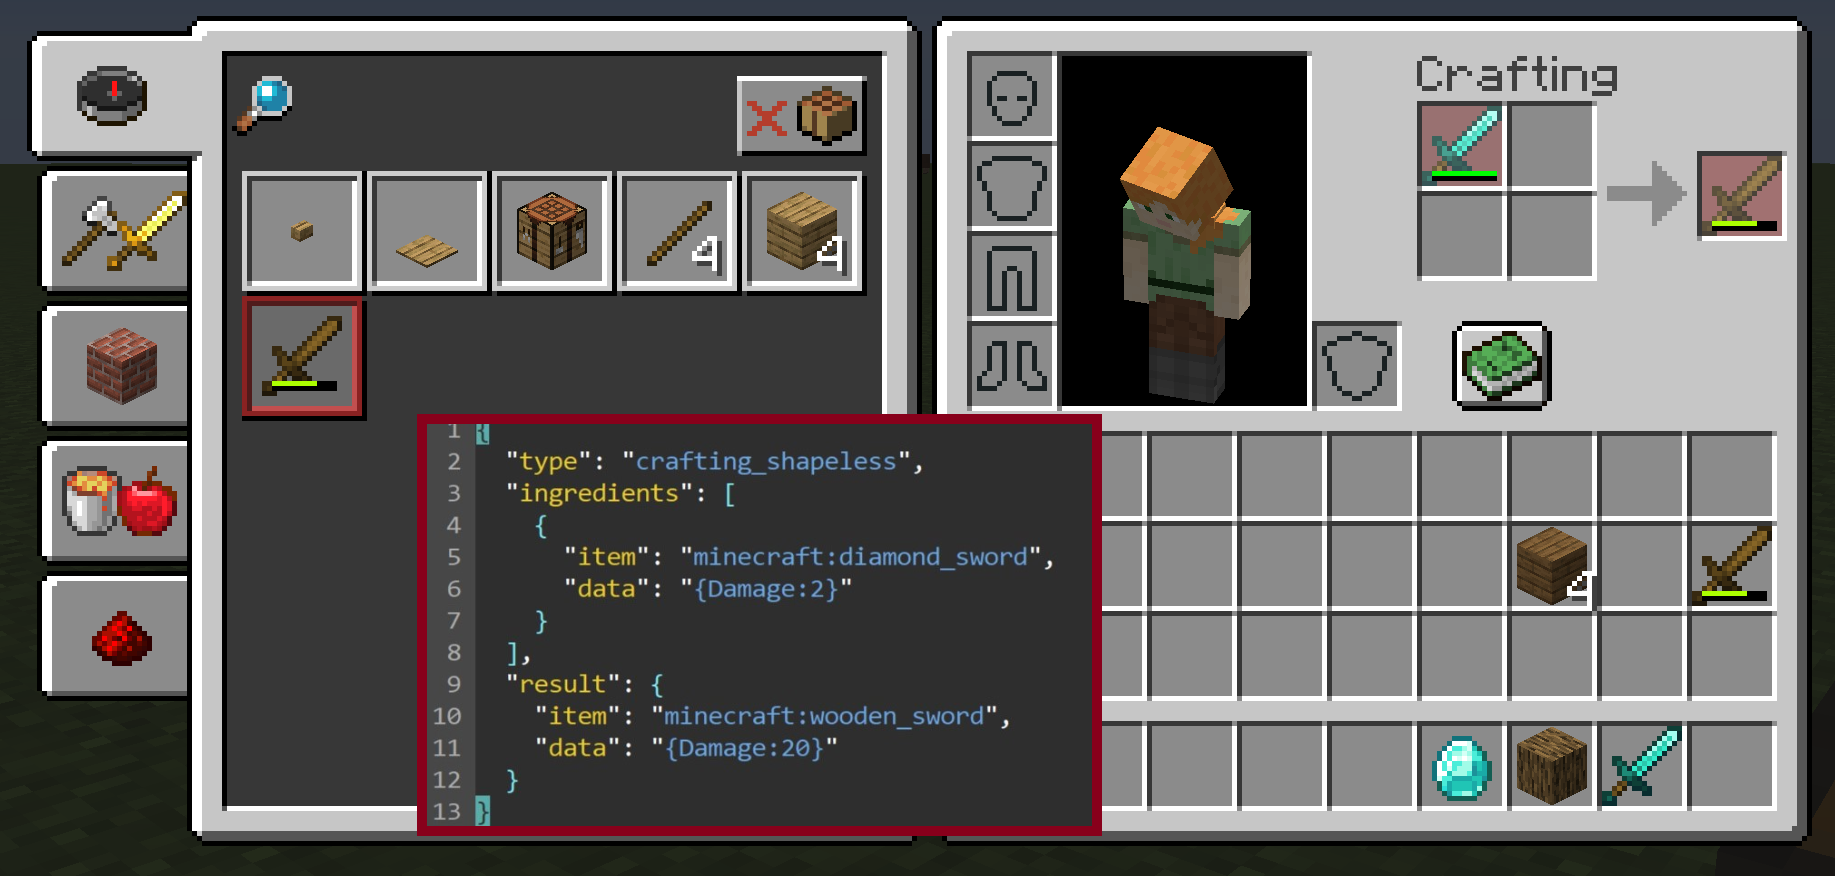 Crafting
4
4
1 {
2 "type": "crafting_shapeless",
3 "ingredients": [
4 {
5 "item": "minecraft:diamond_sword",
6 "data": "{Damage:2}"
7 }
8 ],
9 "result": {
10 "item": "minecraft:wooden_sword",
11 "data": "{Damage:20}"
12 }
13 }
4